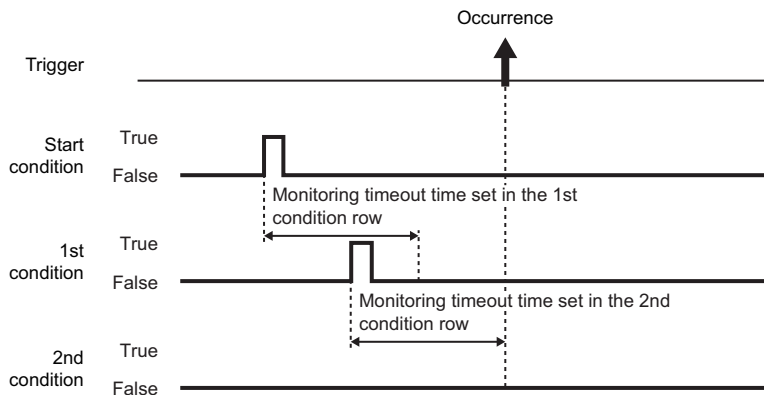 Occurrence
Trigger
Start
condition
True
False
Monitoring timeout time set in the 1st
condition row
1st
condition
True
False
Monitoring timeout time set in the 2nd
condition row
2nd
condition
True
False